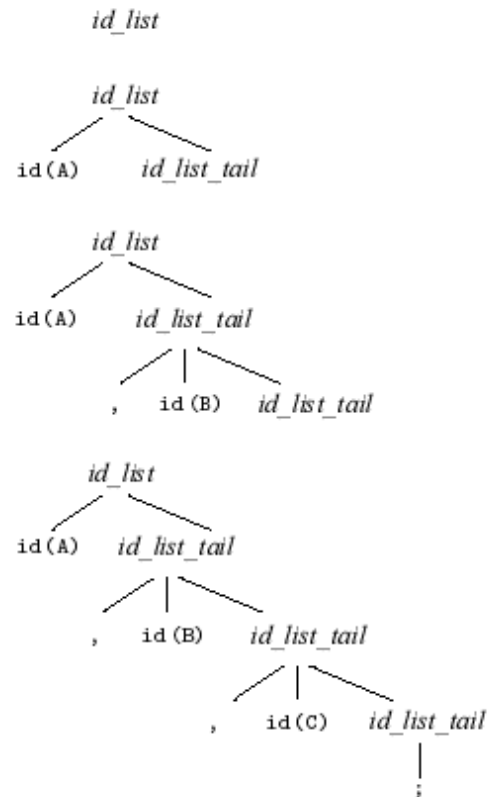 id_list
id_list
id(A) id_list_tail
id_list
id(A) id_list_tail
, id(B) id_list_tail
id_list
id(A) id_list_tail
, id(B) id_list_tail
, id(C) id_list_tail
;